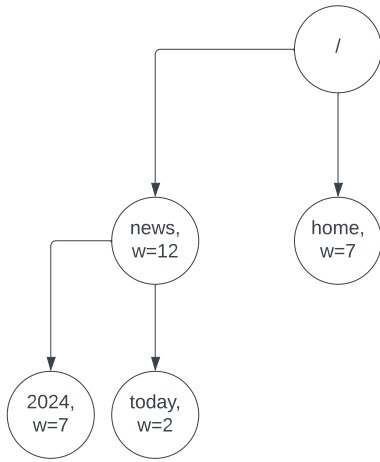 /
news,
w=12
home,
w=7
2024,
w=7
today,
w=2